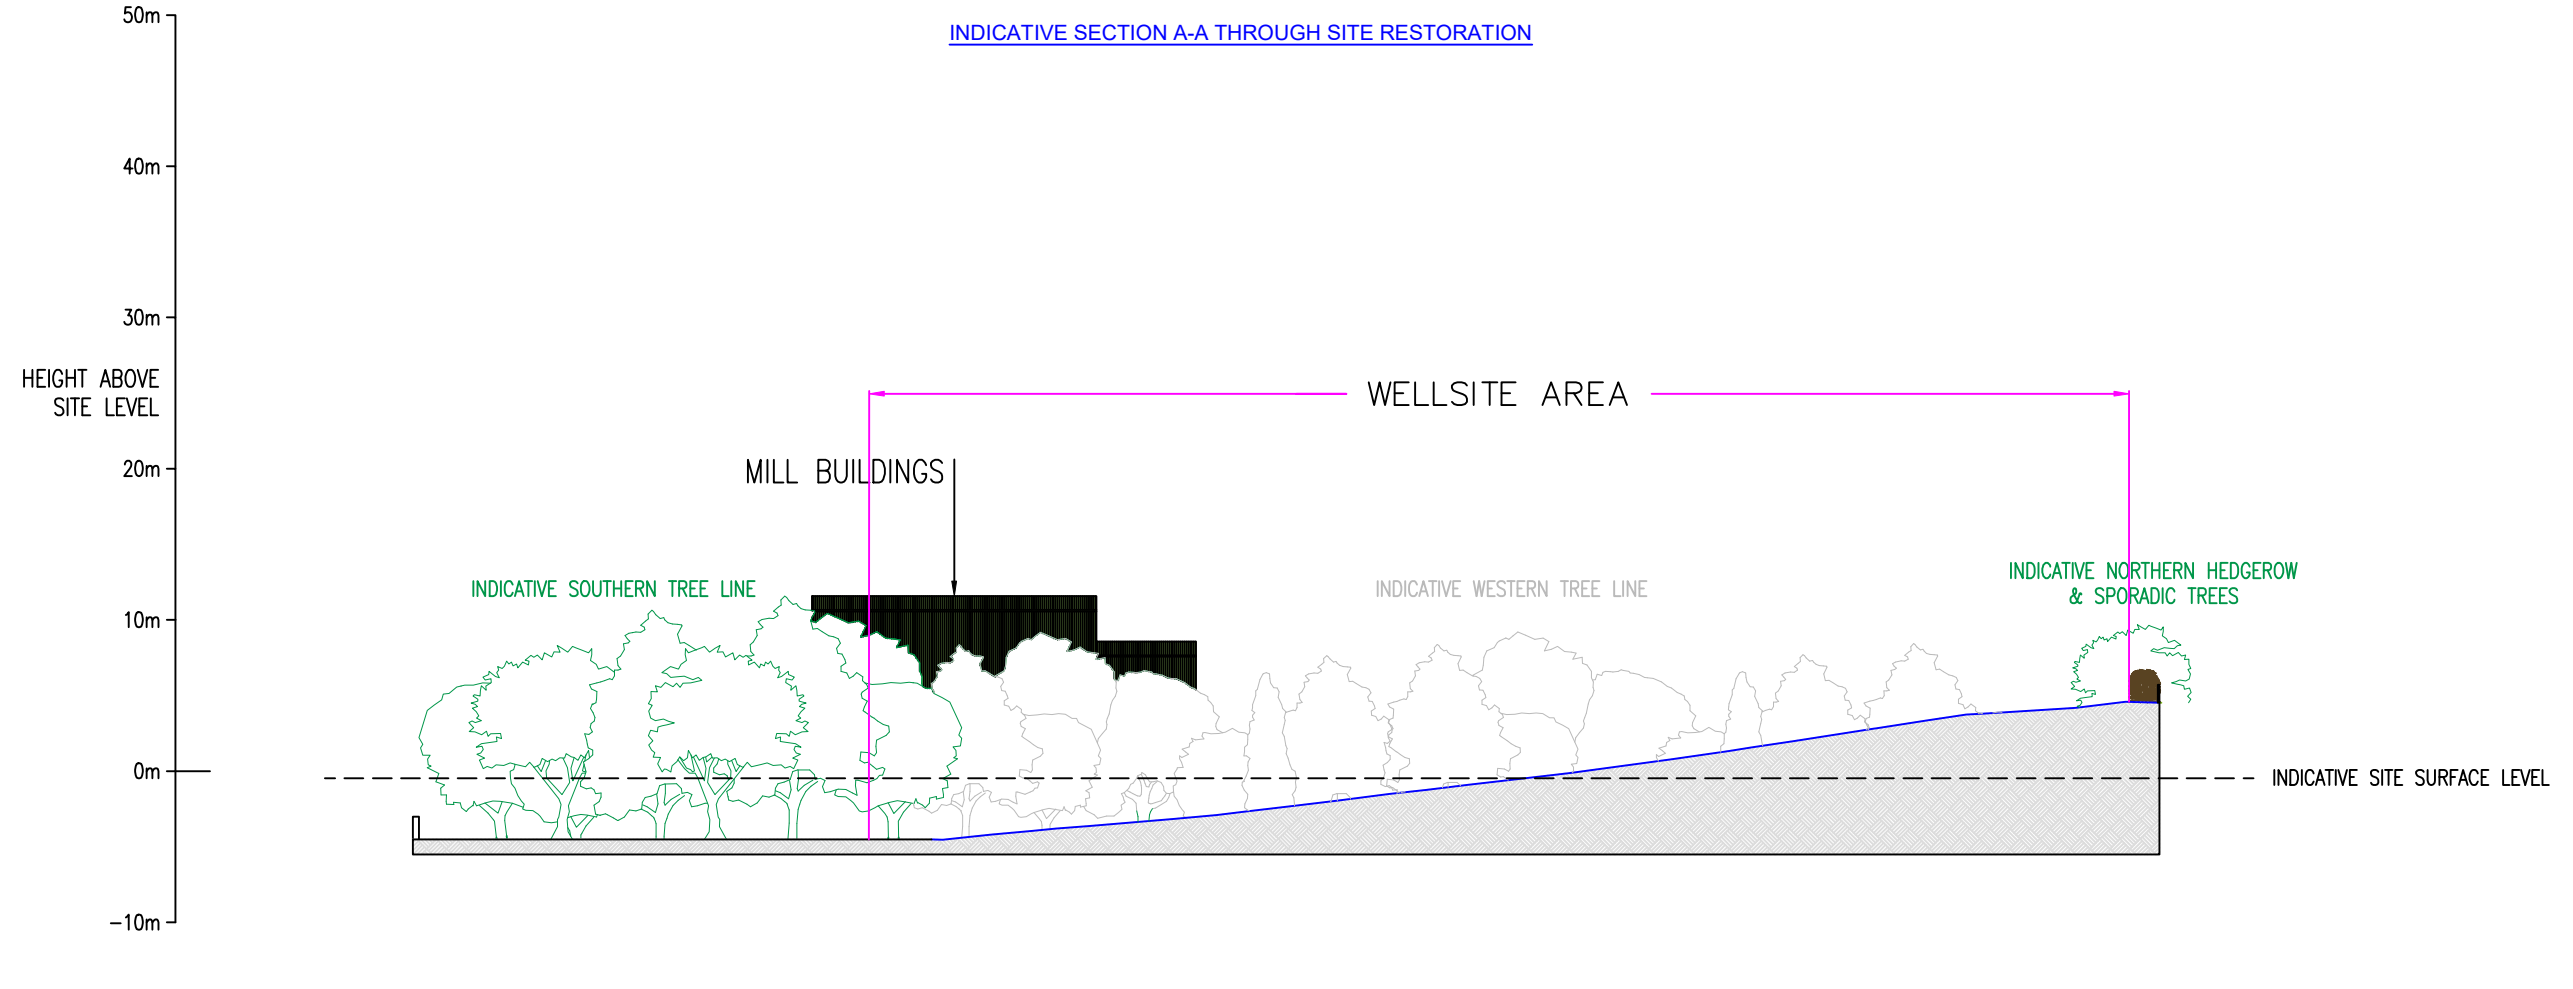 INDICATIVE SECTION A-A THROUGH SITE RESTORATION
50m
40m
30m
HEIGHT ABOVE
SITE LEVEL
20m
10m
0m
-10m
WELLSITE AREA
MILL BUILDINGS
INDICATIVE SOUTHERN TREE LINE
INDICATIVE WESTERN TREE LINE
INDICATIVE NORTHERN HEDGEROW
& SPORADIC TREES
INDICATIVE SITE SURFACE LEVEL